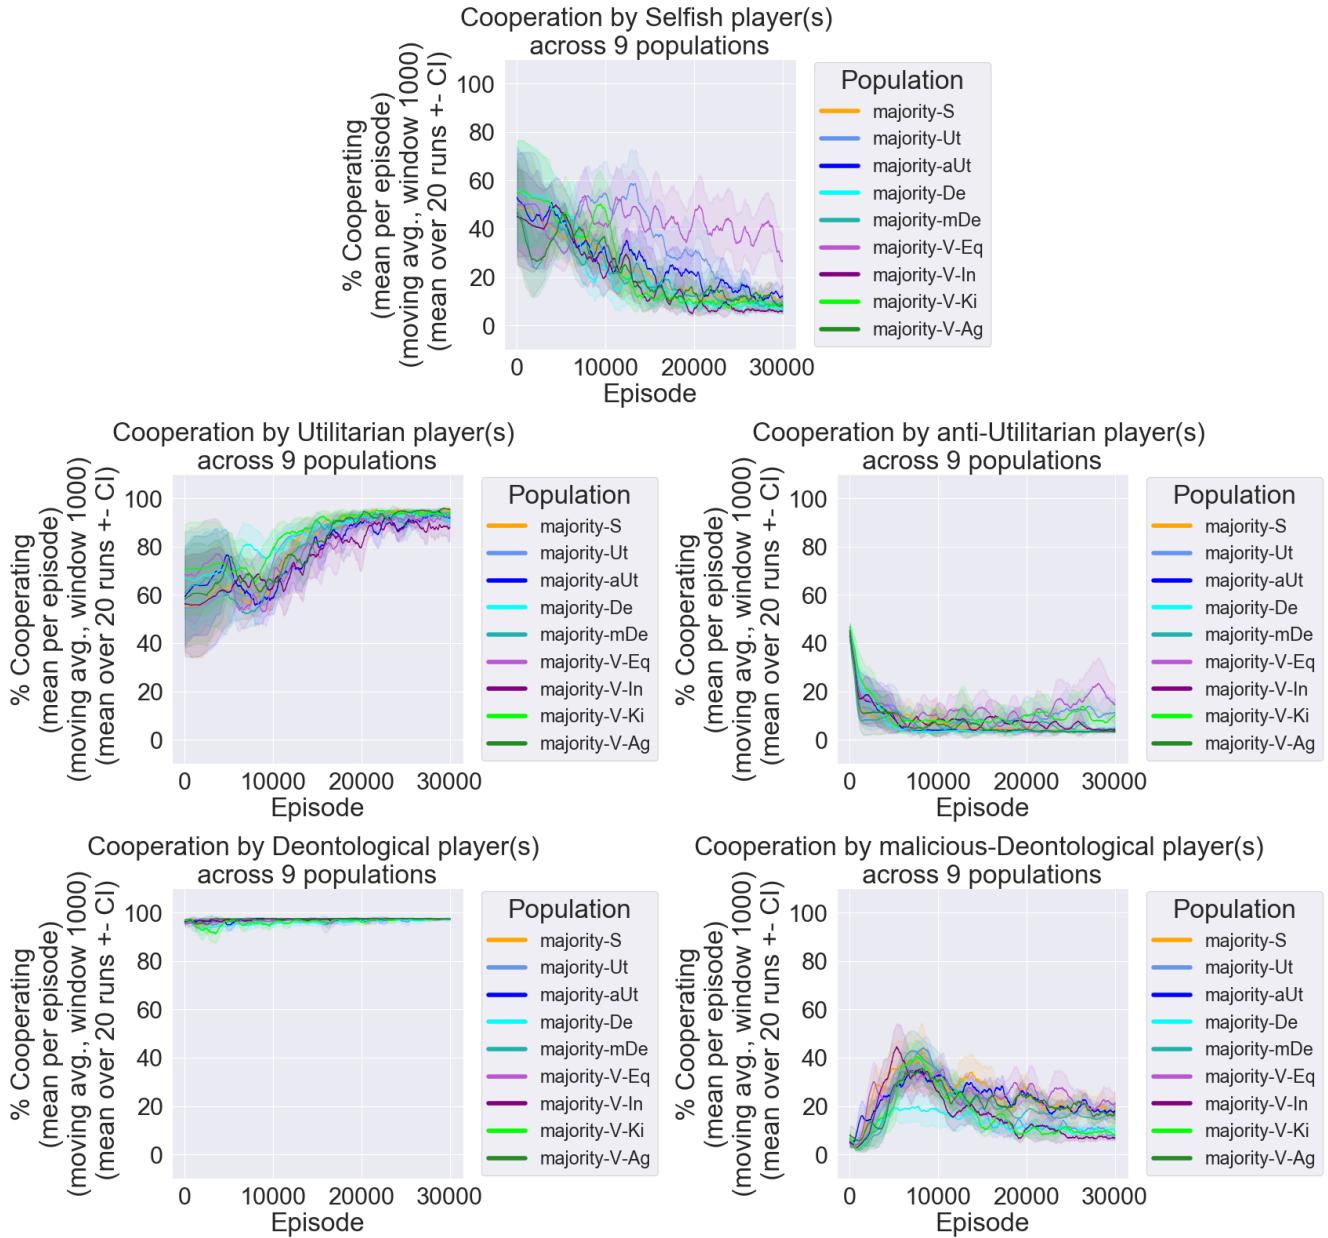 Cooperation by Selfish player(s)
across 9 populations
% Cooperating
(mean per episode)
(moving avg., window 1000)
(mean over 20 runs +- CI)
100
80
60
40
20
0
0
10000
20000
30000
Episode
Population
majority-S
majority-Ut
majority-aUt
majority-De
majority-mDe
majority-V-Eq
majority-V-In
majority-V-Ki
majority-V-Ag
Cooperation by Utilitarian player(s)
across 9 populations
% Cooperating
(mean per episode)
(moving avg., window 1000)
(mean over 20 runs +- CI)
100
80
60
40
20
0
0
10000
20000
30000
Episode
Population
majority-S
majority-Ut
majority-aUt
majority-De
majority-mDe
majority-V-Eq
majority-V-In
majority-V-Ki
majority-V-Ag
Cooperation by anti-Utilitarian player(s)
across 9 populations
% Cooperating
(mean per episode)
(moving avg., window 1000)
(mean over 20 runs +- CI)
100
80
60
40
20
0
0
10000
20000
30000
Episode
Population
majority-S
majority-Ut
majority-aUt
majority-De
majority-mDe
majority-V-Eq
majority-V-In
majority-V-Ki
majority-V-Ag
Cooperation by Deontological player(s)
across 9 populations
% Cooperating
(mean per episode)
(moving avg., window 1000)
(mean over 20 runs +- CI)
100
80
60
40
20
0
0
10000
20000
30000
Episode
Population
majority-S
majority-Ut
majority-aUt
majority-De
majority-mDe
majority-V-Eq
majority-V-In
majority-V-Ki
majority-V-Ag
Cooperation by malicious-Deontological player(s)
across 9 populations
% Cooperating
(mean per episode)
(moving avg., window 1000)
(mean over 20 runs +- CI)
100
80
60
40
20
0
0
10000
20000
30000
Episode
Population
majority-S
majority-Ut
majority-aUt
majority-De
majority-mDe
majority-V-Eq
majority-V-In
majority-V-Ki
majority-V-Ag